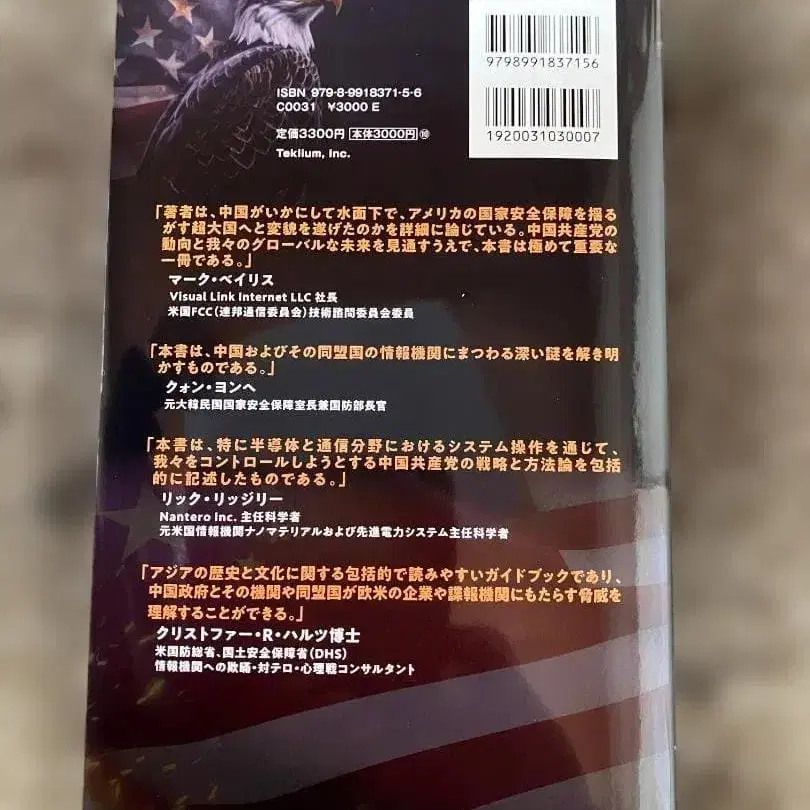 9798991837156
ISBN 979-8-9918371-5-6
C0031 ¥3000 E
1920031030007
定価3300円 本体3000円 ⑩
Teklium, Inc.
「著者は、中国がいかにして水面下で、アメリカの国家安全保障を揺る
がす超大国へと変貌を遂げたのかを詳細に論じている。中国共産党の
動向と我々のグローバルな未来を見通すうえで、本書は極めて重要な
一冊である。」
マーク・ベイリス
Visual Link Internet LLC 社長
米国FCC(連邦通信委員会)技術諮問委員会委員
「本書は、中国およびその同盟国の情報機関にまつわる深い謎を解き明
かすものである。」
クォン・ヨンヘ
元大韓民国国家安全保障室長兼国防部長官
「本書は、特に半導体と通信分野におけるシステム操作を通じて、
我々をコントロールしようとする中国共産党の戦略と方法論を包括
的に記述したものである。」
リック・リッジリー
Nantero Inc. 主任科学者
元米国情報機関ナノマテリアルおよび先進電力システム主任科学者
「アジアの歴史と文化に関する包括的で読みやすいガイドブックであり、
中国政府とその機関や同盟国が欧米の企業や諜報機関にもたらす脅威を
理解することができる。」
クリストファー・R・ハルツ博士
米国防総省、国土安全保障省(DHS)
情報機関への欺瞞・対テロ・心理戦コンサルタント